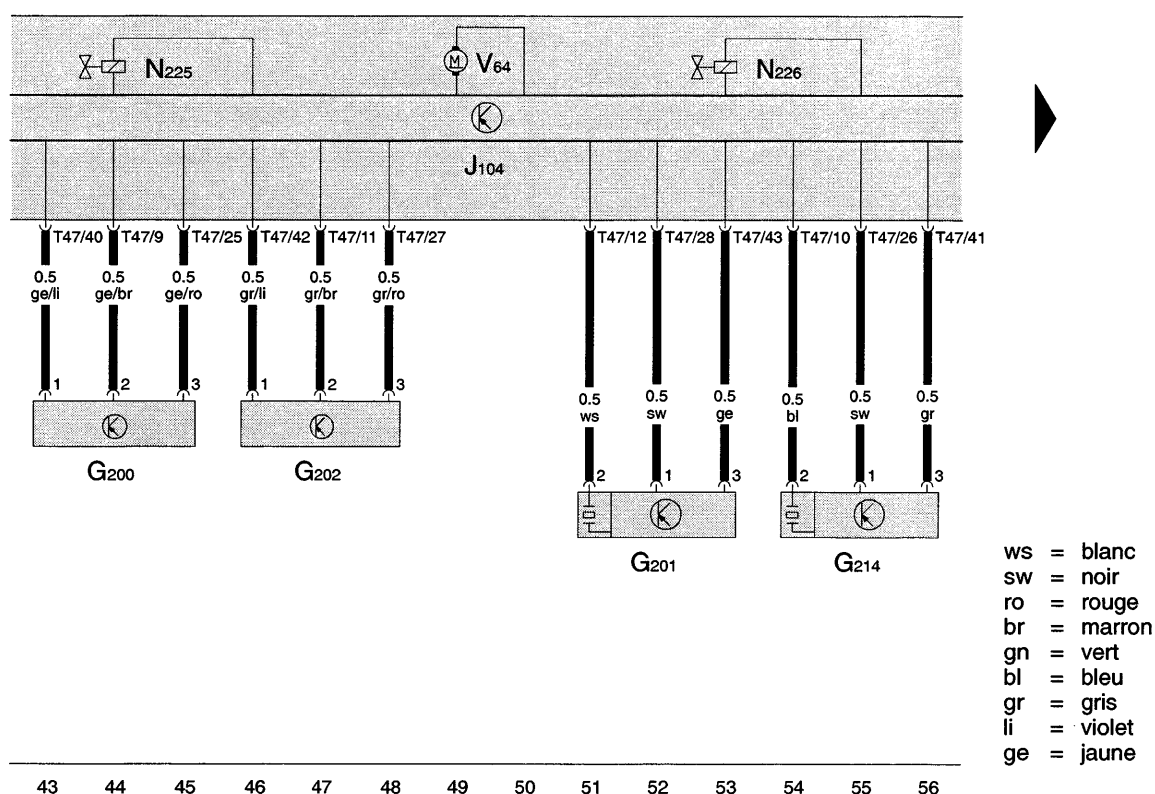 N225 V64 N226
J104
T47/40 T47/9 T47/25 T47/42 T47/11 T47/27 T47/12 T47/28 T47/43 T47/10 T47/26 T47/41
0.5 0.5 0.5 0.5 0.5 0.5
ge/li ge/br ge/ro gr/li gr/br gr/ro
1 2 3 1 2 3
0.5 0.5 0.5 0.5 0.5 0.5
ws sw ge bl sw gr
G200 G202
2 1 3 2 1 3
G201 G214
ws = blanc
sw = noir
ro = rouge
br = marron
gn = vert
bl = bleu
gr = gris
li = violet
ge = jaune
43 44 45 46 47 48 49 50 51 52 53 54 55 56
M